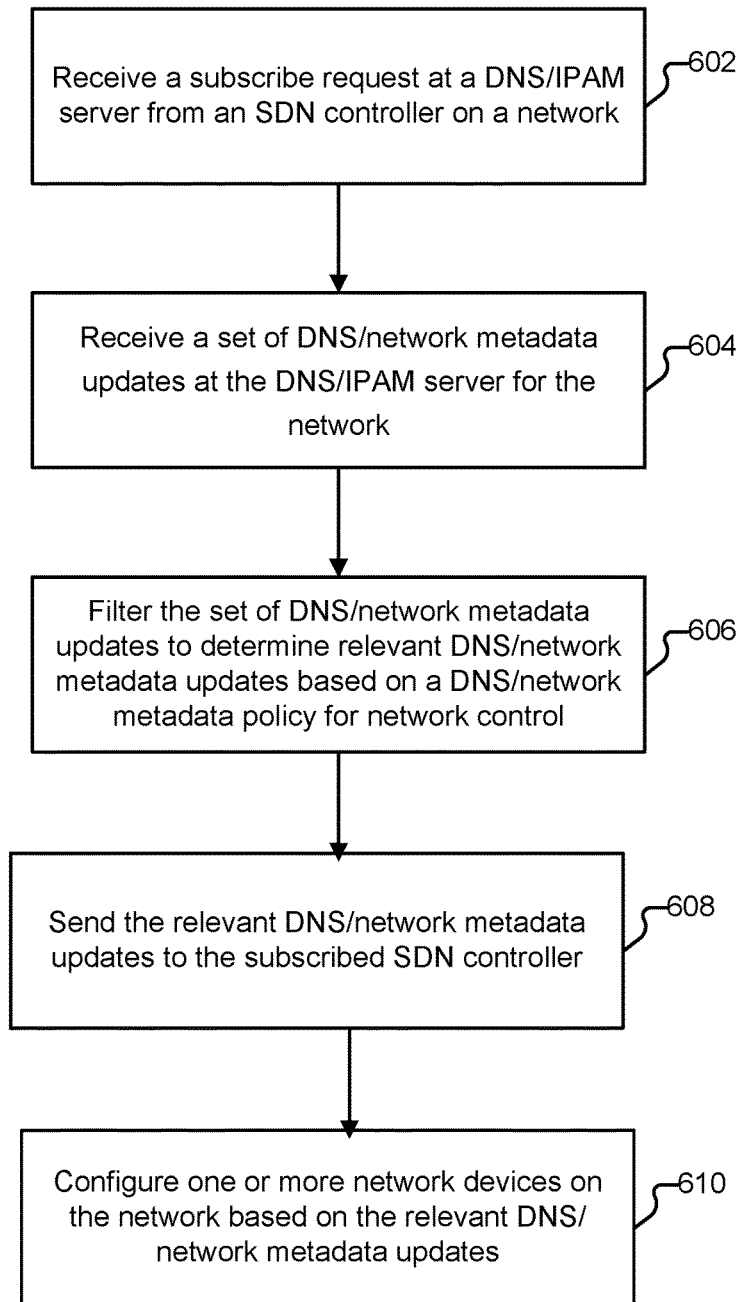 Receive a subscribe request at a DNS/IPAM
server from an SDN controller on a network
602
Receive a set of DNS/network metadata
updates at the DNS/IPAM server for the
network
604
Filter the set of DNS/network metadata
updates to determine relevant DNS/network
metadata updates based on a DNS/network
metadata policy for network control
606
Send the relevant DNS/network metadata
updates to the subscribed SDN controller
608
Configure one or more network devices on
the network based on the relevant DNS/
network metadata updates
610